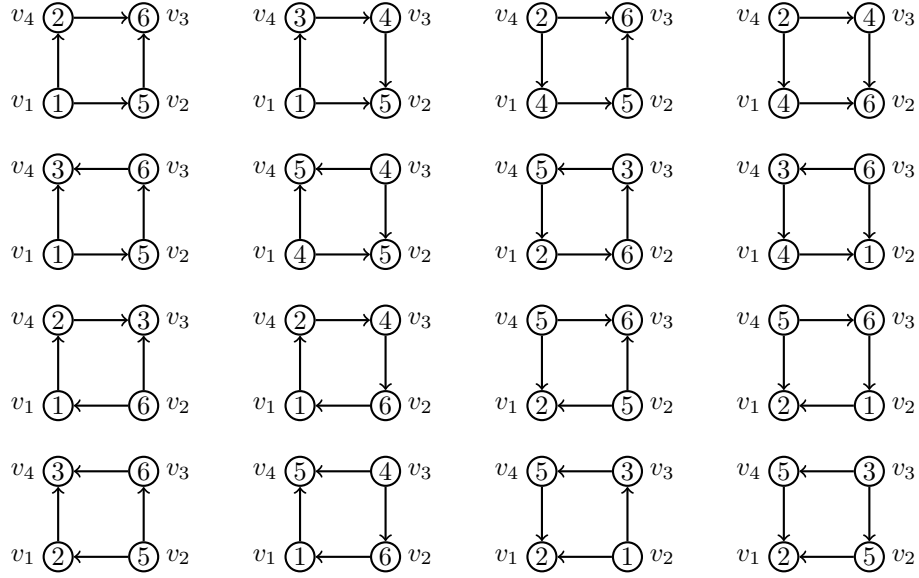 v4 2 6 v3 v4 3 4 v3 v4 2 6 v3 v4 2 4 v3
v1 1 5 v2 v1 1 5 v2 v1 4 5 v2 v1 4 6 v2
v4 3 6 v3 v4 5 4 v3 v4 5 3 v3 v4 3 6 v3
v1 1 5 v2 v1 4 5 v2 v1 2 6 v2 v1 4 1 v2
v4 2 3 v3 v4 2 4 v3 v4 5 6 v3 v4 5 6 v3
v1 1 6 v2 v1 1 6 v2 v1 2 5 v2 v1 2 1 v2
v4 3 6 v3 v4 5 4 v3 v4 5 3 v3 v4 5 3 v3
v1 2 5 v2 v1 1 6 v2 v1 2 1 v2 v1 2 5 v2